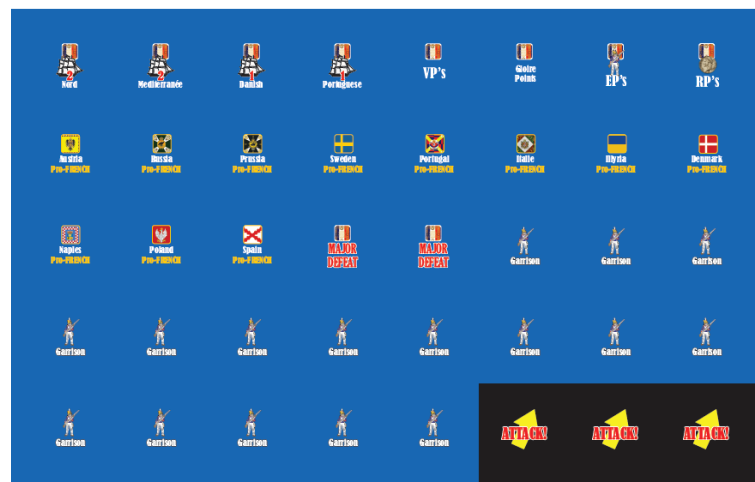 2 2 1 1
Nord Mediterranée Danish Portuguese VP's Gloire Points EP's RP's
Austria Russia Prussia Sweden Portugal Italie Illyria Denmark
Pro-FRENCH Pro-FRENCH Pro-FRENCH Pro-FRENCH Pro-FRENCH Pro-FRENCH Pro-FRENCH Pro-FRENCH
Naples Poland Spain MAJOR DEFEAT MAJOR DEFEAT Garrison Garrison Garrison
Pro-FRENCH Pro-FRENCH Pro-FRENCH
Garrison Garrison Garrison Garrison Garrison Garrison Garrison Garrison
Garrison Garrison Garrison Garrison Garrison ATTACK! ATTACK! ATTACK!